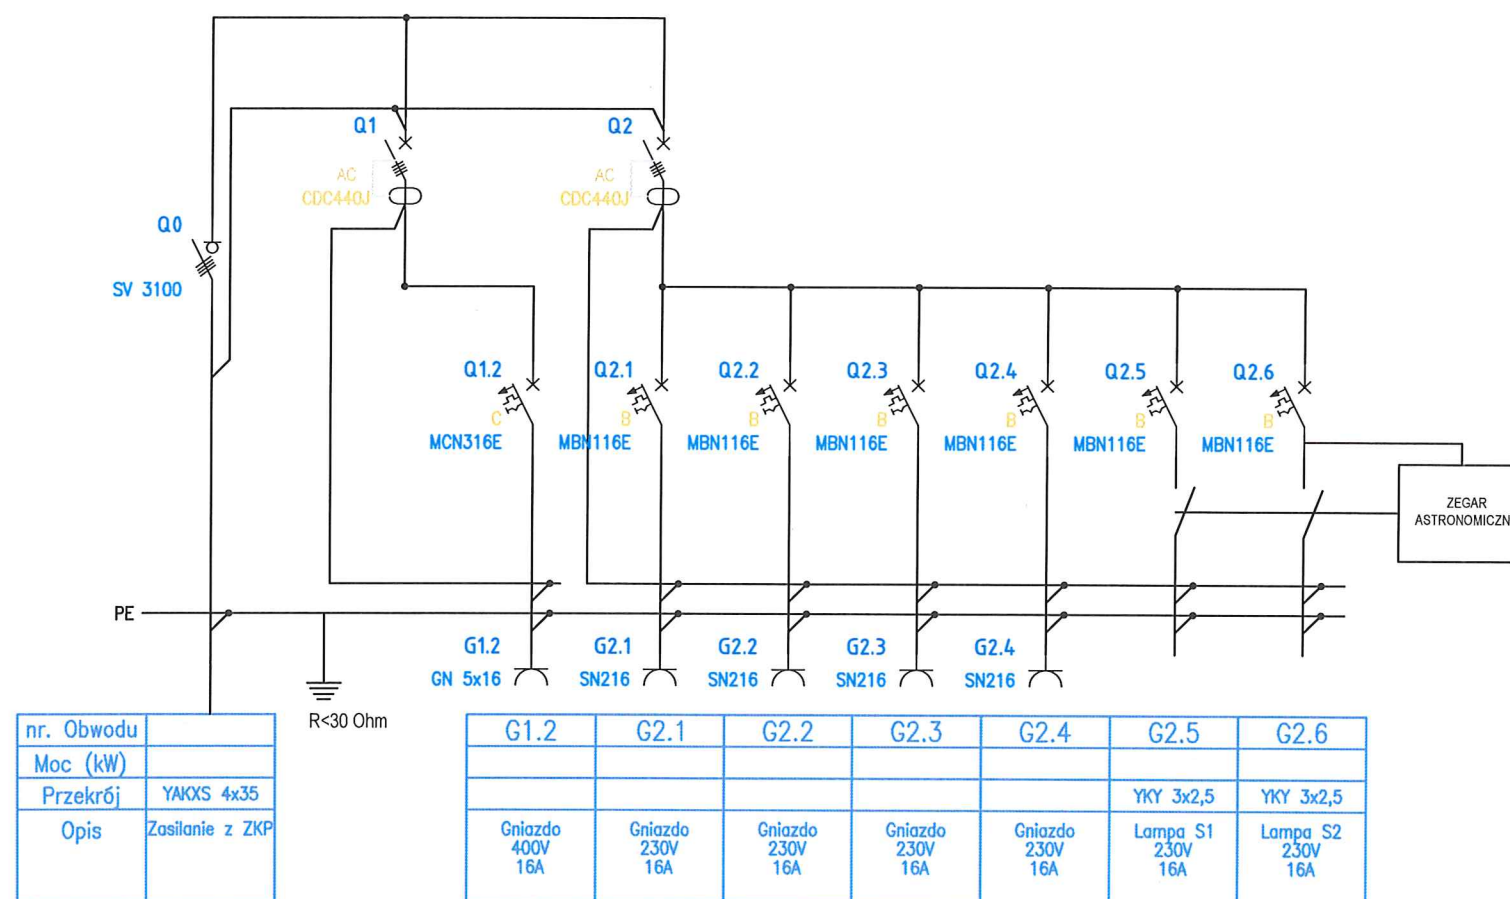 Q1
Q2
AC
CDC440J
AC
CDC440J
Q0
SV 3100
Q1.2
Q2.1
Q2.2
Q2.3
Q2.4
Q2.5
Q2.6
C
B
B
B
B
B
B
MCN316E
MBN116E
MBN116E
MBN116E
MBN116E
MBN116E
MBN116E
ZEGAR
ASTRONOMICZN
PE
G1.2
G2.1
G2.2
G2.3
G2.4
GN 5x16
SN216
SN216
SN216
SN216
R<30 Ohm
nr. Obwodu
Moc (kW)
Przekrój YAKXS 4x35
Opis Zasilanie z ZKP
G1.2 G2.1 G2.2 G2.3 G2.4 G2.5 G2.6
YKY 3x2,5 YKY 3x2,5
Gniazdo Gniazdo Gniazdo Gniazdo Gniazdo Lampa S1 Lampa S2
400V 230V 230V 230V 230V 230V 230V
16A 16A 16A 16A 16A 16A 16A